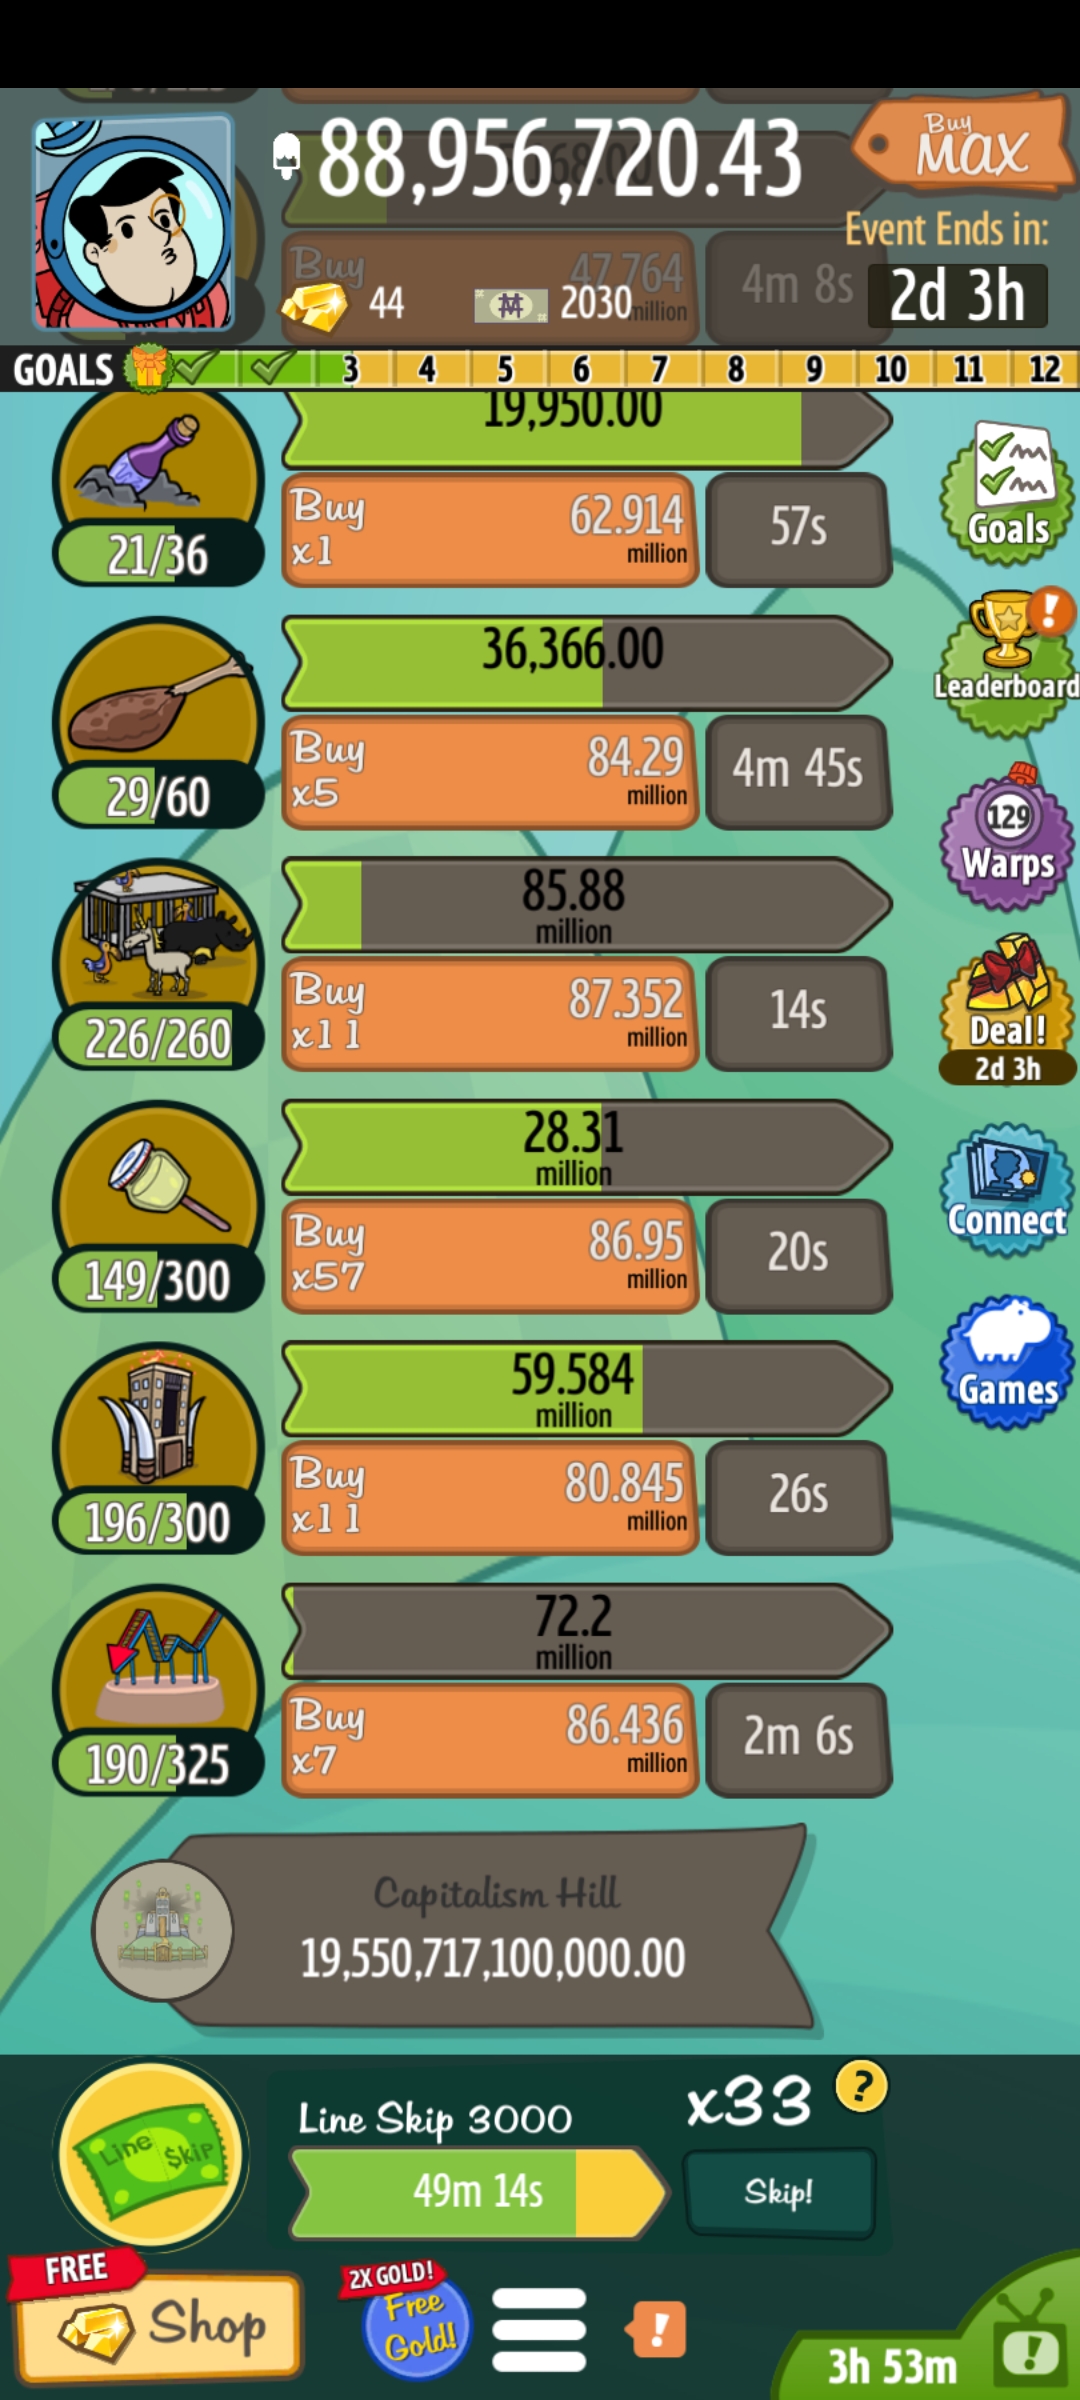 Buy
MAX
88,956,720.43
Event Ends in:
2d 3h
44
2030
Buy
47.764
million
4m 8s
GOALS
3
4
5
6
7
8
9
10
11
12
19,950.00
21/36
Buy
x1
62.914
million
57s
Goals
36,366.00
29/60
Buy
x5
84.29
million
4m 45s
Leaderboard
129
Warps
85.88
million
226/260
Buy
x11
87.352
million
14s
Deal!
2d 3h
28.31
million
149/300
Buy
x57
86.95
million
20s
Connect
59.584
million
196/300
Buy
x11
80.845
million
26s
Games
72.2
million
190/325
Buy
x7
86.436
million
2m 6s
Capitalism Hill
19,550,717,100,000.00
Line $kip
Line Skip 3000
49m 14s
x33
?
Skip!
FREE
Shop
2X GOLD!
Free
Gold!
!
3h 53m
!